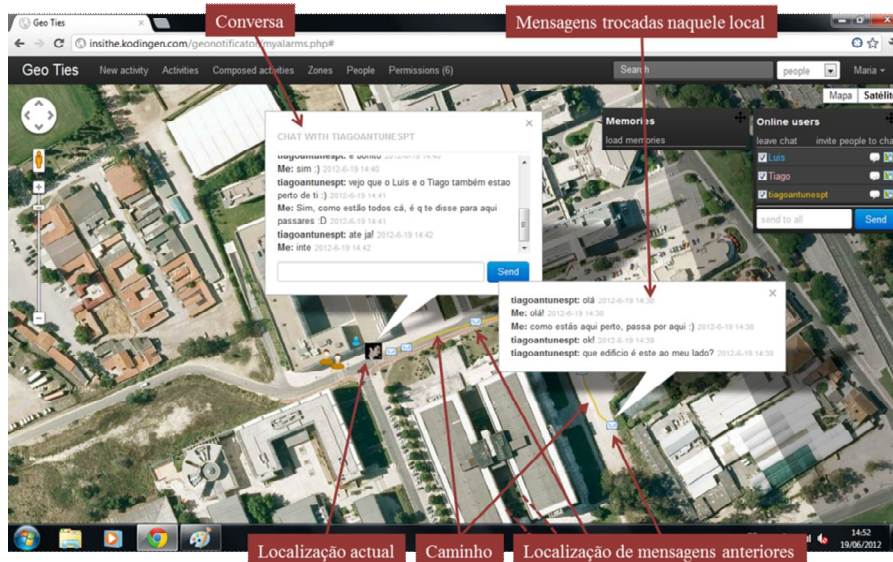 Conversa
Mensagens trocadas naquele local
Geo Ties
insithe.kodingen.com/geonotificator/myalarms.php#
Geo Ties New activity Activities Composed activities Zones People Permissions (6) Search people Maria
Mapa Satélite
CHAT WITH TIAGOANTUNESPT
tiagoantunespt: é bonito 2012-6-19 14:40
Me: sim :) 2012-6-19 14:40
tiagoantunespt: vejo que o Luis e o Tiago também estao
perto de ti :) 2012-6-19 14:41
Me: Sim, como estão todos cá, é q te disse para aqui
passares :D 2012-6-19 14:41
tiagoantunespt: ate ja! 2012-6-19 14:42
Me: inte 2012-6-19 14:42
Send
Memories
load memories
Online users
leave chat invite people to cha
Luis
Tiago
tiagoantunespt
send to all Send
tiagoantunespt: olá 2012-6-19 14:38
Me: olá! 2012-6-19 14:38
Me: como estás aqui perto, passa por aqui :) 2012-6-19 14:38
tiagoantunespt: ok! 2012-6-19 14:39
tiagoantunespt: que edificio é este ao meu lado? 2012-6-19 14:39
Localização actual
Caminho
Localização de mensagens anteriores
14:52
19/06/2012